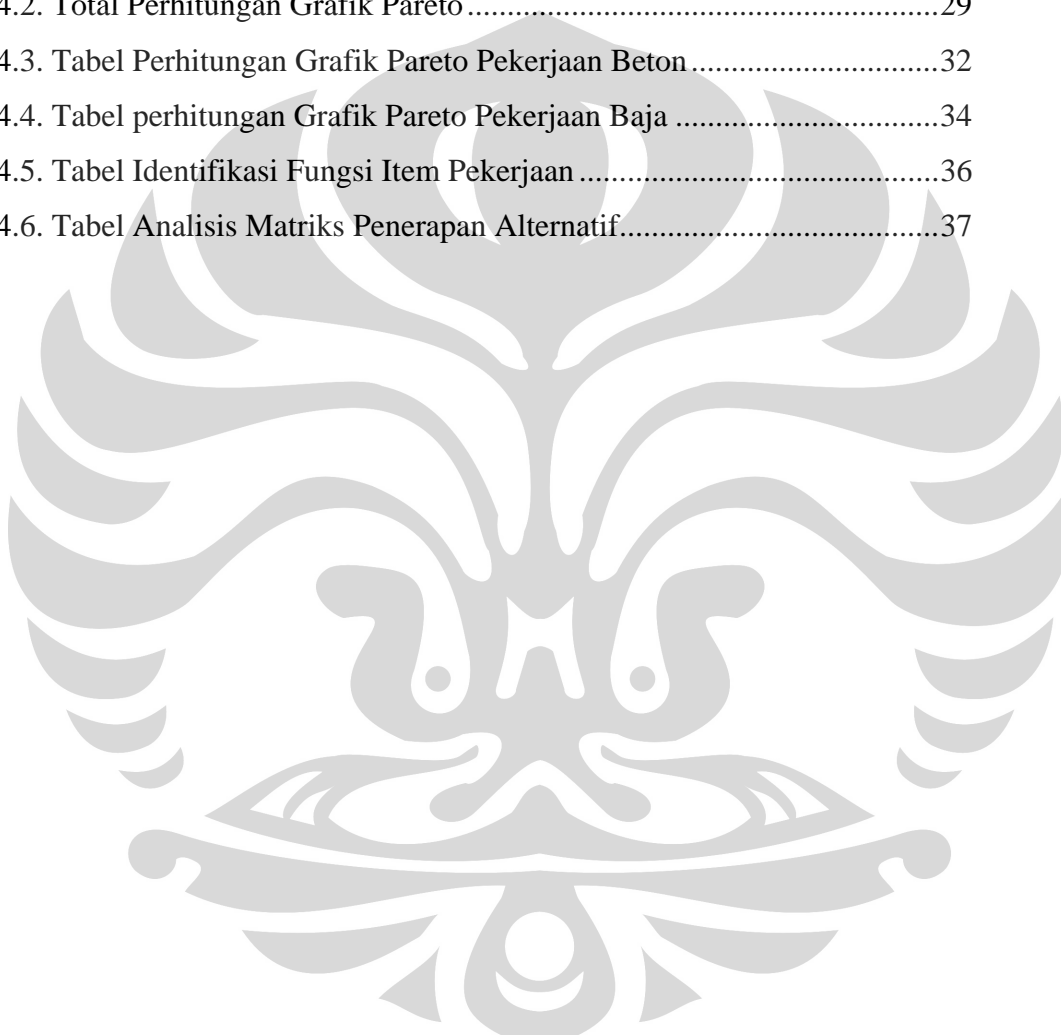 4.2. Total Perhitungan Grafik Pareto...........................................................29
4.3. Tabel Perhitungan Grafik Pareto Pekerjaan Beton...............................32
4.4. Tabel perhitungan Grafik Pareto Pekerjaan Baja ................................34
4.5. Tabel Identifikasi Fungsi Item Pekerjaan.............................................36
4.6. Tabel Analisis Matriks Penerapan Alternatif........................................37